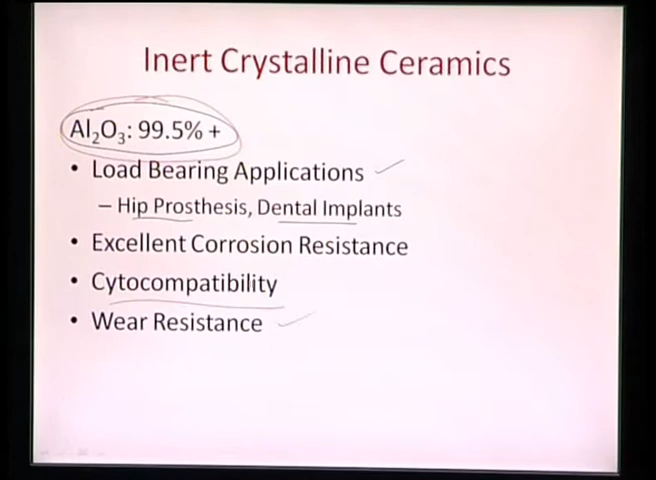 Inert Crystalline Ceramics
Al₂O₃: 99.5% +
• Load Bearing Applications
– Hip Prosthesis, Dental Implants
• Excellent Corrosion Resistance
• Cytocompatibility
• Wear Resistance